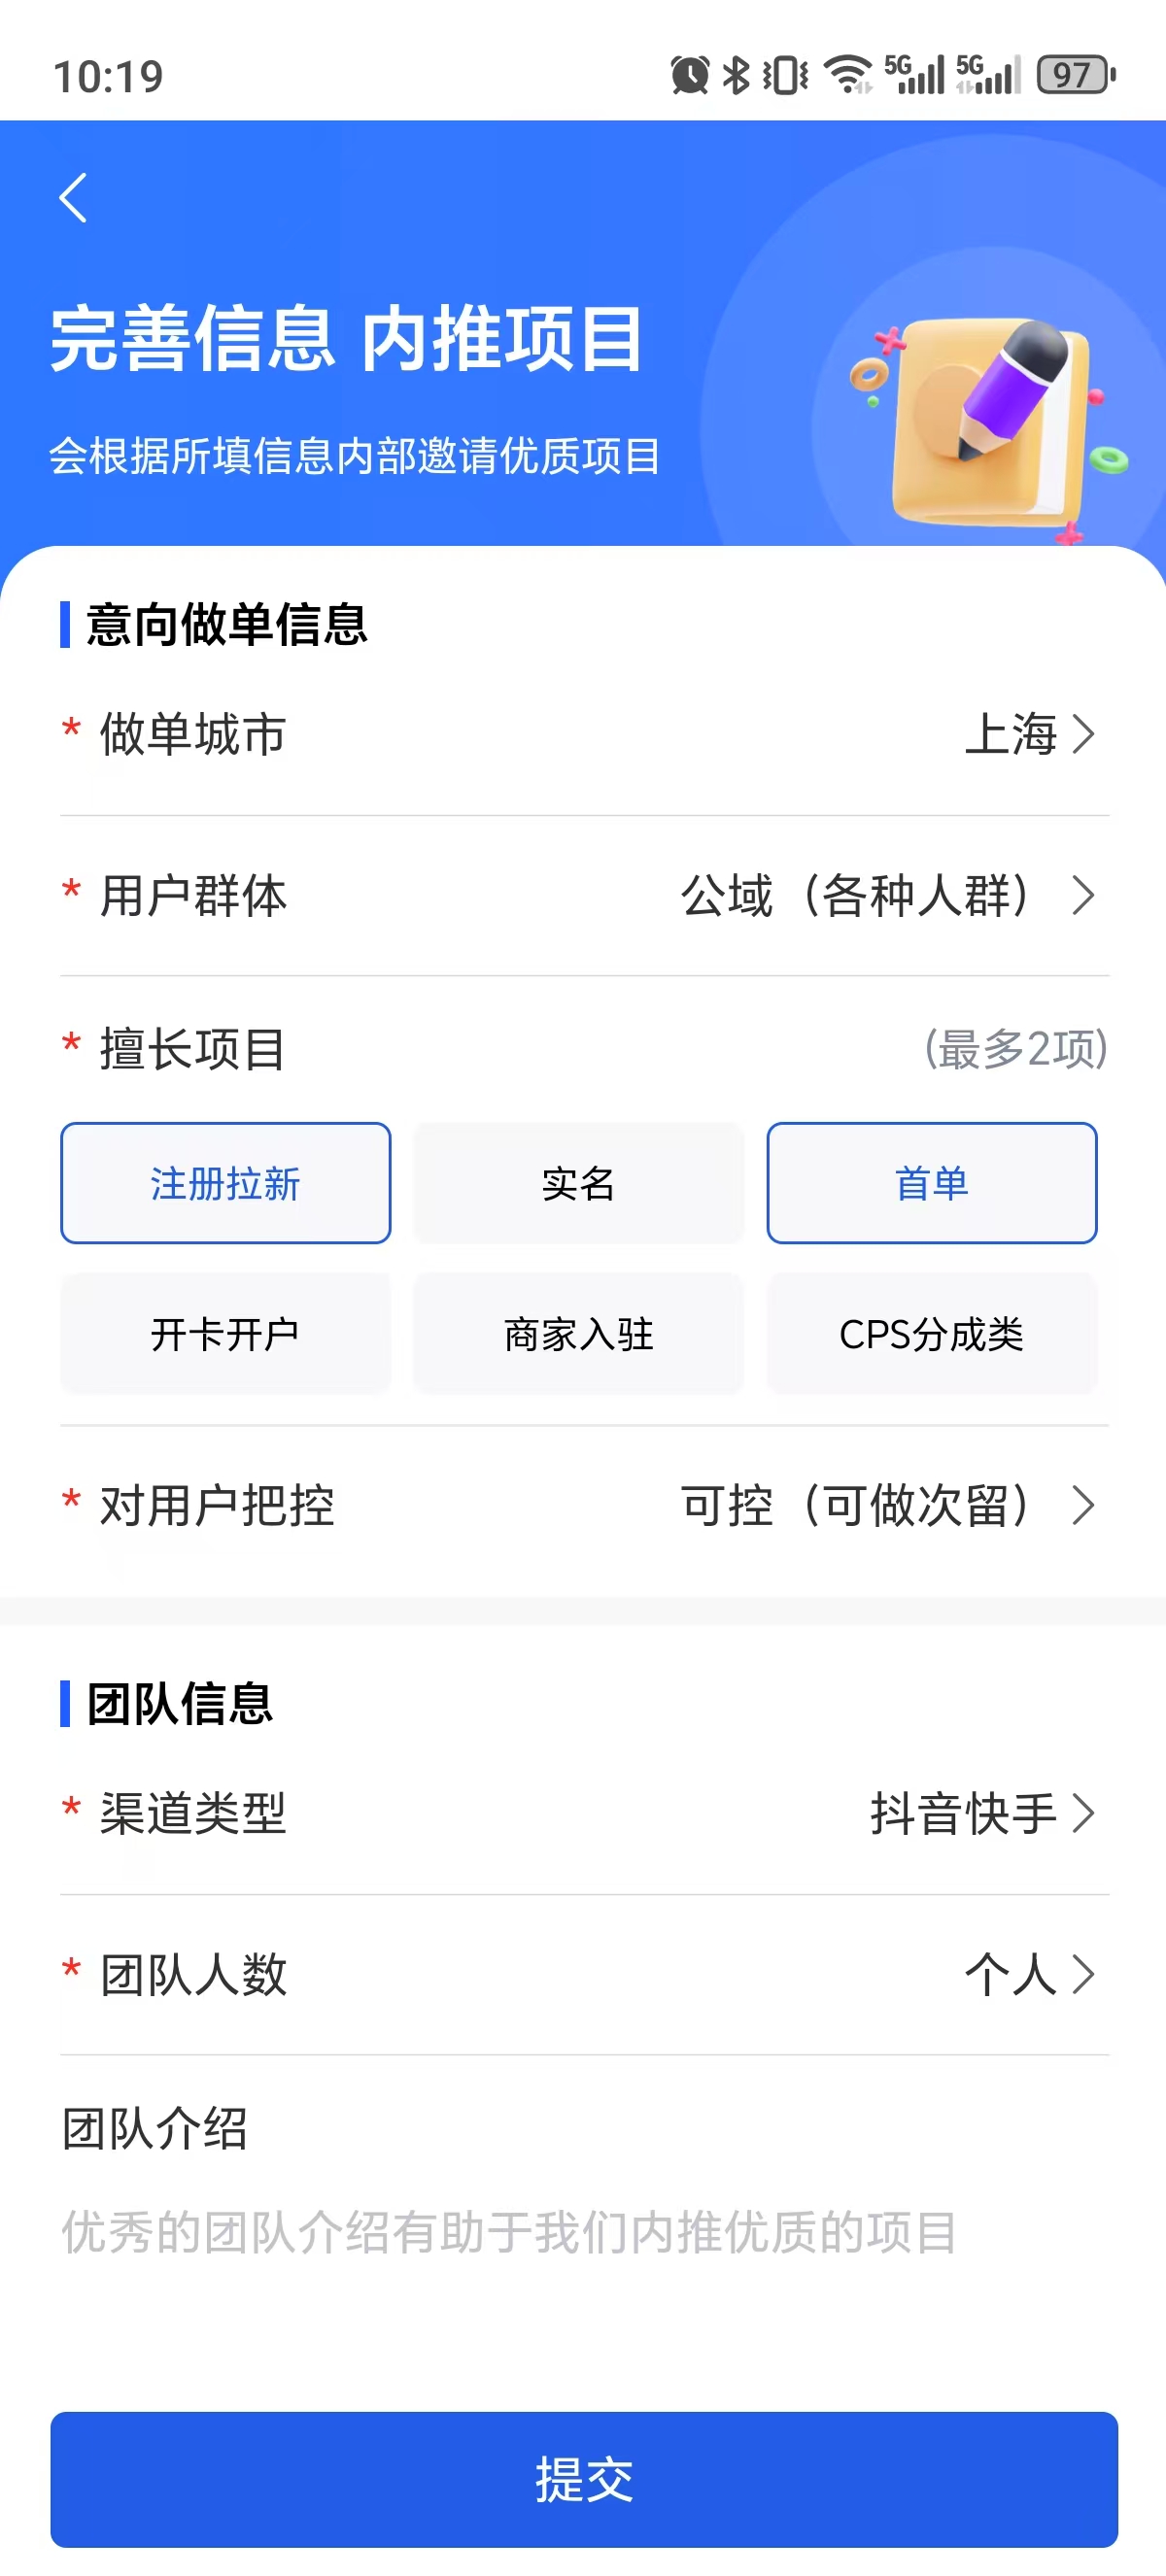 10:19
5G 5G 97
完善信息 内推项目
会根据所填信息内部邀请优质项目
意向做单信息
* 做单城市 上海
* 用户群体 公域（各种人群）
* 擅长项目 (最多2项)
注册拉新 实名 首单
开卡开户 商家入驻 CPS分成类
* 对用户把控 可控（可做次留）
团队信息
* 渠道类型 抖音快手
* 团队人数 个人
团队介绍
优秀的团队介绍有助于我们内推优质的项目
提交